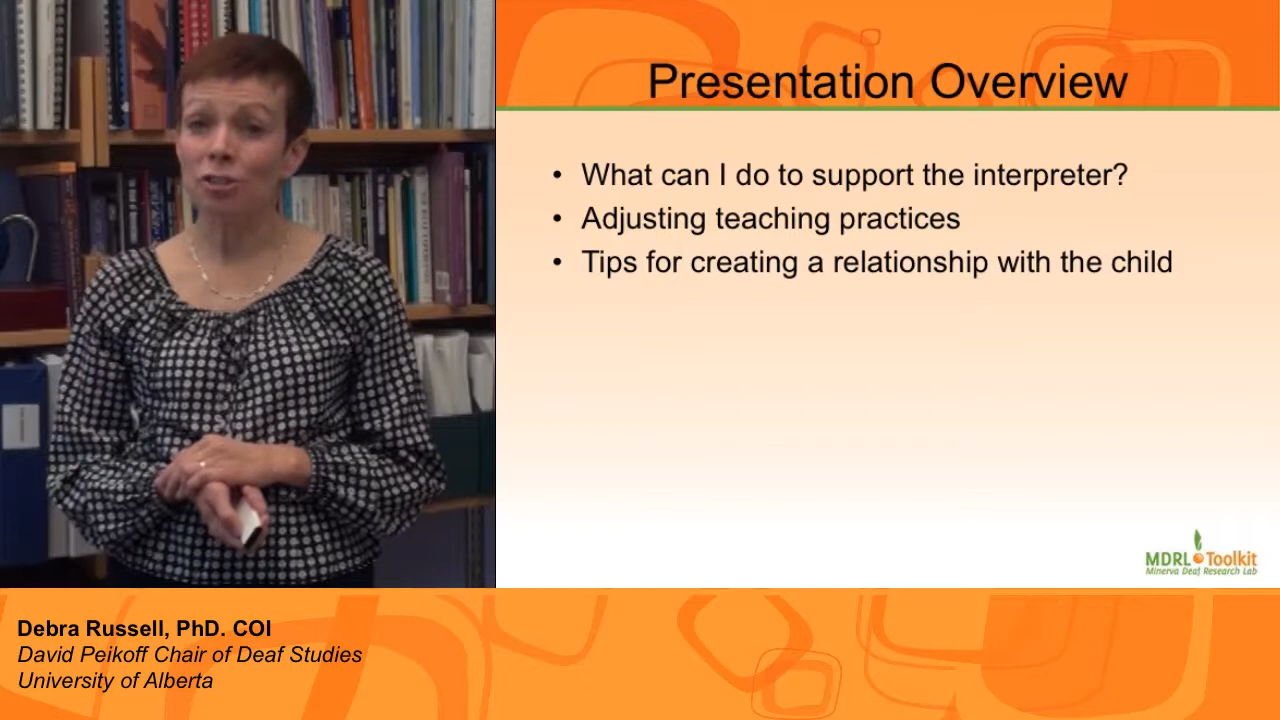 Presentation Overview
• What can I do to support the interpreter?
• Adjusting teaching practices
• Tips for creating a relationship with the child
MDRL Toolkit
Minerva Deaf Research Lab
Debra Russell, PhD. COI
David Peikoff Chair of Deaf Studies
University of Alberta